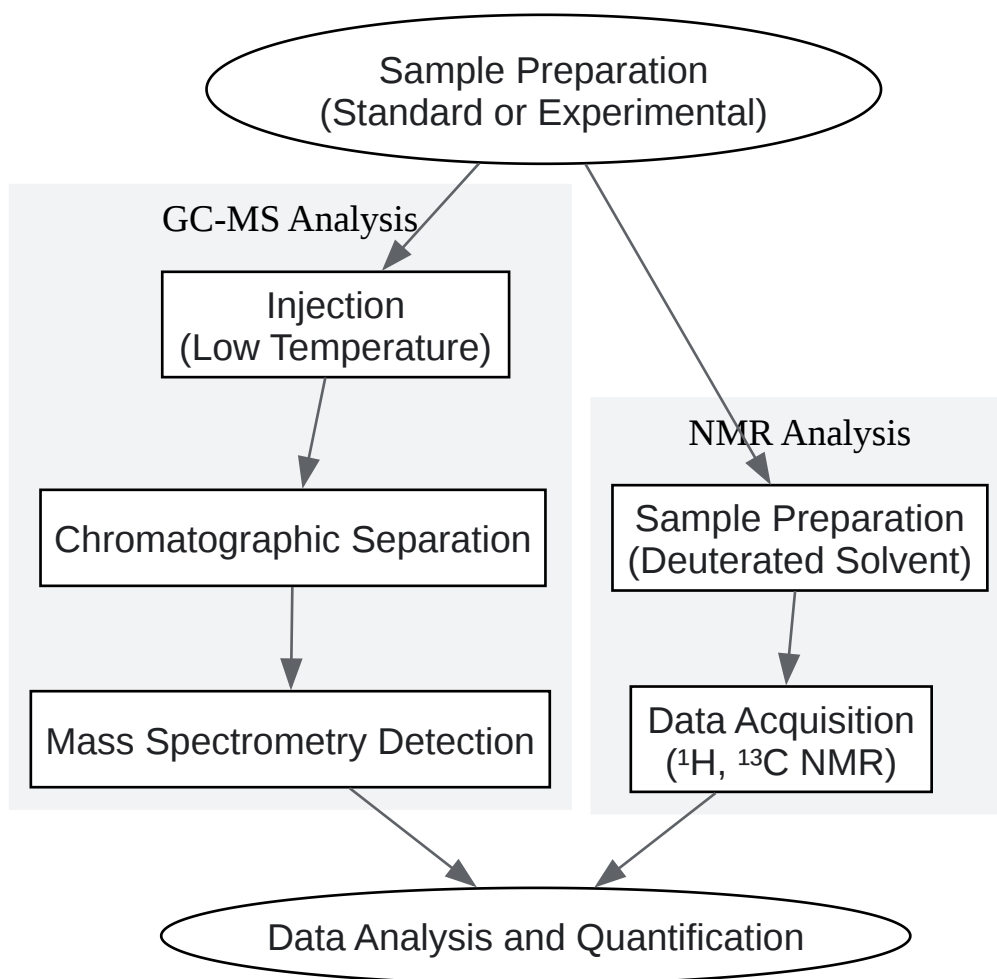 Sample Preparation
(Standard or Experimental)
GC-MS Analysis
Injection
(Low Temperature)
Chromatographic Separation
Mass Spectrometry Detection
NMR Analysis
Sample Preparation
(Deuterated Solvent)
Data Acquisition
(¹H, ¹³C NMR)
Data Analysis and Quantification